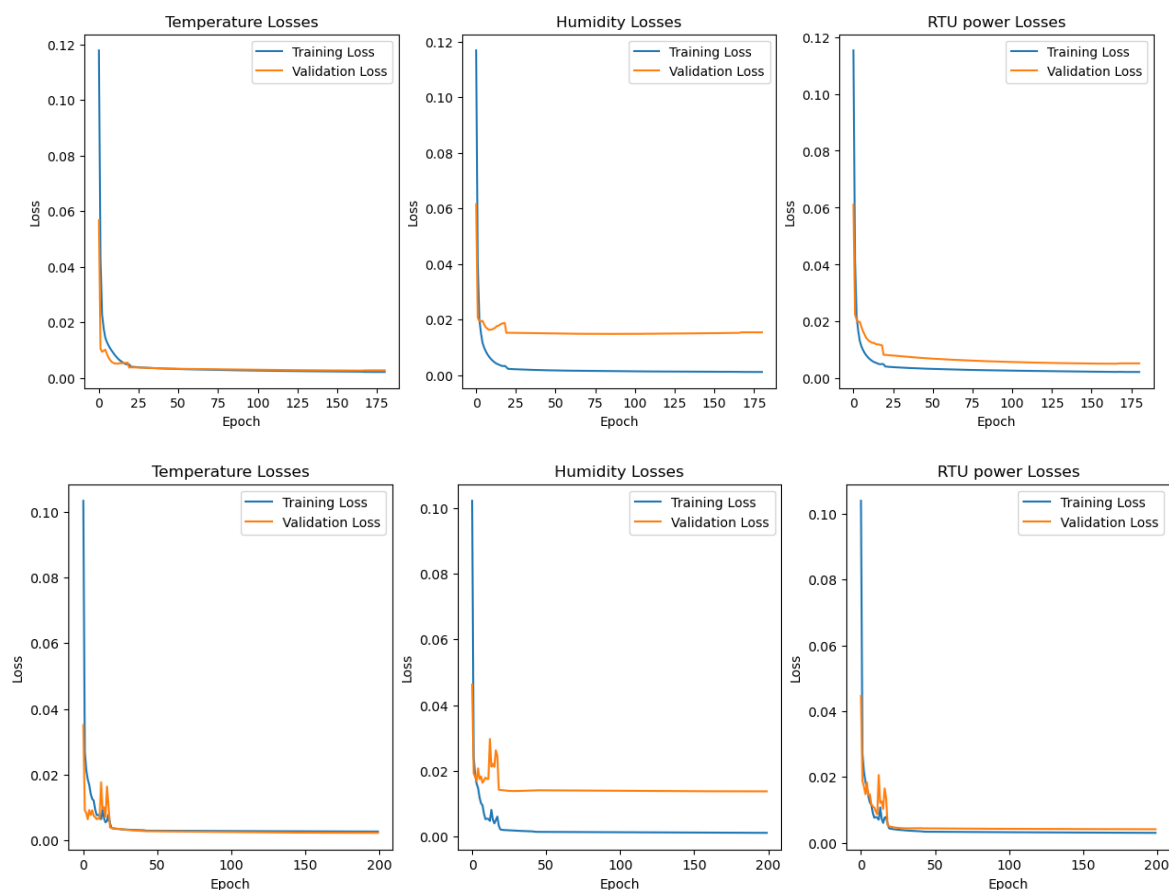 Temperature Losses
Humidity Losses
RTU power Losses
Training Loss
Validation Loss
Training Loss
Validation Loss
Training Loss
Validation Loss
Loss
0.12
0.10
0.08
0.06
0.04
0.02
0.00
0 25 50 75 100 125 150 175
Epoch
Loss
0.12
0.10
0.08
0.06
0.04
0.02
0.00
0 25 50 75 100 125 150 175
Epoch
Loss
0.12
0.10
0.08
0.06
0.04
0.02
0.00
0 25 50 75 100 125 150 175
Epoch
Temperature Losses
Humidity Losses
RTU power Losses
Training Loss
Validation Loss
Training Loss
Validation Loss
Training Loss
Validation Loss
Loss
0.10
0.08
0.06
0.04
0.02
0.00
0 50 100 150 200
Epoch
Loss
0.10
0.08
0.06
0.04
0.02
0.00
0 50 100 150 200
Epoch
Loss
0.10
0.08
0.06
0.04
0.02
0.00
0 50 100 150 200
Epoch